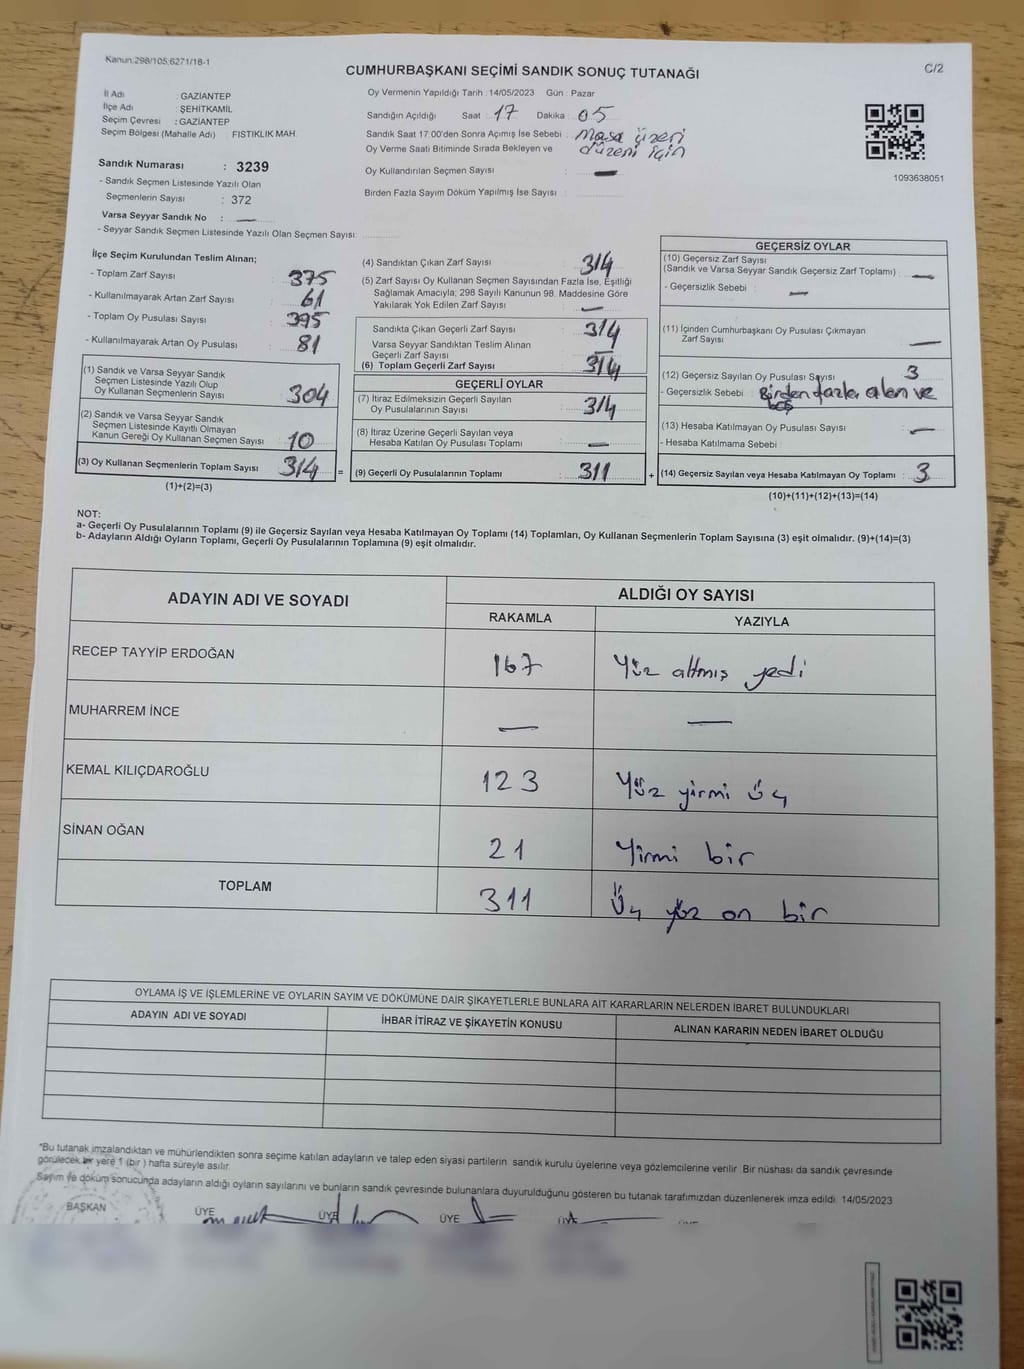 Kanun:298/105;6271/18-1
CUMHURBAŞKANI SEÇİMİ SANDIK SONUÇ TUTANAĞI
C/2
İl Adı : GAZİANTEP
İlçe Adı : ŞEHİTKAMİL
Seçim Çevresi : GAZİANTEP
Seçim Bölgesi (Mahalle Adı) : FISTIKLIK MAH.
Sandık Numarası : 3239
- Sandık Seçmen Listesinde Yazılı Olan
Seçmenlerin Sayısı : 372
Varsa Seyyar Sandık No : —
- Seyyar Sandık Seçmen Listesinde Yazılı Olan Seçmen Sayısı:
Oy Vermenin Yapıldığı Tarih : 14/05/2023 Gün : Pazar
Sandığın Açıldığı Saat : 17 Dakika : 05
Sandık Saat 17:00'den Sonra Açımış İse Sebebi : Masa üzeri
düzeni için
Oy Verme Saati Bitiminde Sırada Bekleyen ve
Oy Kullandırılan Seçmen Sayısı : —
Birden Fazla Sayım Döküm Yapılmış İse Sayısı :
1093638051
İlçe Seçim Kurulundan Teslim Alınan;
- Toplam Zarf Sayısı : 375
- Kullanılmayarak Artan Zarf Sayısı : 61
- Toplam Oy Pusulası Sayısı : 395
- Kullanılmayarak Artan Oy Pusulası : 81
(1) Sandık ve Varsa Seyyar Sandık
Seçmen Listesinde Yazılı Olup
Oy Kullanan Seçmenlerin Sayısı : 304
(2) Sandık ve Varsa Seyyar Sandık
Seçmen Listesinde Kayıtlı Olmayan
Kanun Gereği Oy Kullanan Seçmen Sayısı : 10
(3) Oy Kullanan Seçmenlerin Toplam Sayısı : 314 =
(1)+(2)=(3)
(4) Sandıktan Çıkan Zarf Sayısı : 314
(5) Zarf Sayısı Oy Kullanan Seçmen Sayısından Fazla İse, Eşitliği
Sağlamak Amacıyla; 298 Sayılı Kanunun 98. Maddesine Göre
Yakılarak Yok Edilen Zarf Sayısı : —
Sandıkta Çıkan Geçerli Zarf Sayısı : 314
Varsa Seyyar Sandıktan Teslim Alınan
Geçerli Zarf Sayısı : —
(6) Toplam Geçerli Zarf Sayısı : 314
GEÇERLİ OYLAR
(7) İtiraz Edilmeksizin Geçerli Sayılan
Oy Pusulalarının Sayısı : 314
(8) İtiraz Üzerine Geçerli Sayılan veya
Hesaba Katılan Oy Pusulası Toplamı : —
(9) Geçerli Oy Pusulalarının Toplamı : 311 +
GEÇERSİZ OYLAR
(10) Geçersiz Zarf Sayısı
(Sandık ve Varsa Seyyar Sandık Geçersiz Zarf Toplamı) : —
- Geçersizlik Sebebi : —
(11) İçinden Cumhurbaşkanı Oy Pusulası Çıkmayan
Zarf Sayısı : —
(12) Geçersiz Sayılan Oy Pusulası Sayısı : 3
- Geçersizlik Sebebi : Birden fazla alan ve
boş
(13) Hesaba Katılmayan Oy Pusulası Sayısı : —
- Hesaba Katılmama Sebebi :
(14) Geçersiz Sayılan veya Hesaba Katılmayan Oy Toplamı : 3
(10)+(11)+(12)+(13)=(14)
NOT:
a- Geçerli Oy Pusulalarının Toplamı (9) ile Geçersiz Sayılan veya Hesaba Katılmayan Oy Toplamı (14) Toplamları, Oy Kullanan Seçmenlerin Toplam Sayısına (3) eşit olmalıdır. (9)+(14)=(3)
b- Adayların Aldığı Oyların Toplamı, Geçerli Oy Pusulalarının Toplamına (9) eşit olmalıdır.
ADAYIN ADI VE SOYADI
ALDIĞI OY SAYISI
RAKAMLA YAZIYLA
RECEP TAYYİP ERDOĞAN 167 Yüz altmış yedi
MUHARREM İNCE — —
KEMAL KILIÇDAROĞLU 123 Yüz yirmi üç
SİNAN OĞAN 21 Yirmi bir
TOPLAM 311 Üç yüz on bir
OYLAMA İŞ VE İŞLEMLERİNE VE OYLARIN SAYIM VE DÖKÜMÜNE DAİR ŞİKAYETLERLE BUNLARA AİT KARARLARIN NELERDEN İBARET BULUNDUKLARI
ADAYIN ADI VE SOYADI İHBAR İTİRAZ VE ŞİKAYETİN KONUSU ALINAN KARARIN NEDEN İBARET OLDUĞU
"Bu tutanak imzalandıktan ve mühürlendikten sonra seçime katılan adayların ve talep eden siyasi partilerin sandık kurulu üyelerine veya gözlemcilerine verilir. Bir nüshası da sandık çevresinde
görülecek bir yere 1 (bir) hafta süreyle asılır.
Sayım ve döküm sonucunda adayların aldığı oyların sayılarını ve bunların sandık çevresinde bulunanlara duyurulduğunu gösteren bu tutanak tarafımızdan düzenlenerek imza edildi. 14/05/2023
BAŞKAN ÜYE ÜYE ÜYE ÜYE